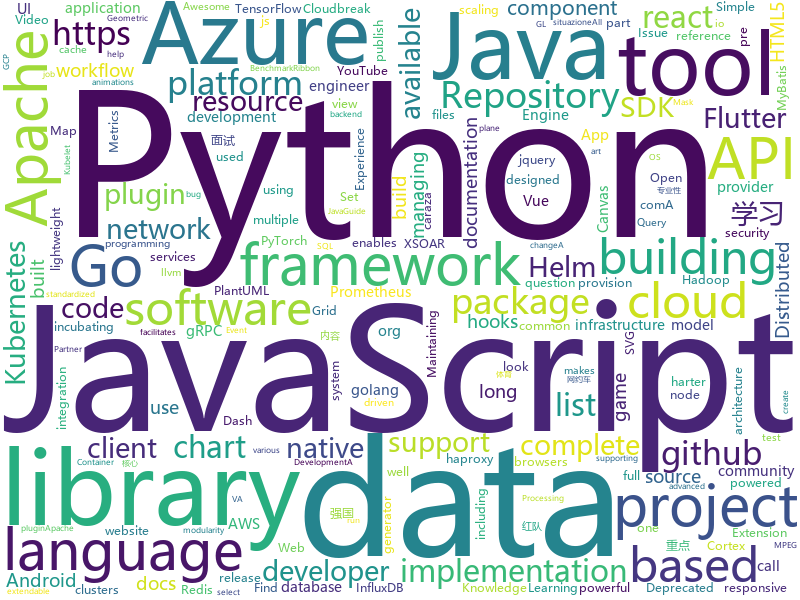 Awesome TensorFlow Cloudbreak js scaling part Simple Geometric
Video UI application
GCP
https
workflow
Azure
available
Java
component
react
Issue
pre
reference io
GL situazioneAll
HTML5
MyBatis
cache help
job animations
BenchmarkRibbon
YouTube
publish
engineer
view backend
files
tool
Apache
platform
resource
development
Repository
Engine
SDK
Mask
Flutter
Map
Metrics
面试
used
Experience
documentation
jquery
plane
designed
art
App
Canvas
OS
Open
专业性
API
Kubelet
plugin
using
Set
build
managing
Vue
comA
Query
provider
学习
lightweight
network
multiple
JavaGuide
caraza
changeA
security
Python
bug
PyTorch
enables
XSOAR
Kubernetes
built
Go
programming
services
SQL
llvm
framework
Helm
building
Distributed
standardized
PlantUML
Prometheus
question
provision
Hadoop
code
software
package
cloud
incubating
facilitates
Event
Grid
gRPC
内容
org
Maintaining
hooks
common
infrastructure
model
SVG
integration
Partner
system
golang
long
look
体育
driven
makes
网约车
game
harter
node
architecture
create
JavaScript
Dash
various
use
DevelopmentA
list
test
client
chart
native
support
complete
github
Container
核心
supporting
browsers
haproxy
well
full
powered
source
community
library
data
project
pluginApache
website
强国
including
红队
重点
one
Extension
VA
Processing
rust
advanced
AWS
generator
Web
Cortex
MPEG
language
modularity
developer
implementation
based
call
Android
docs
release
Find
database
InfluxDB
Knowledge
Learning
powerful
Deprecated
responsive
extendable
clusters
Redis
select